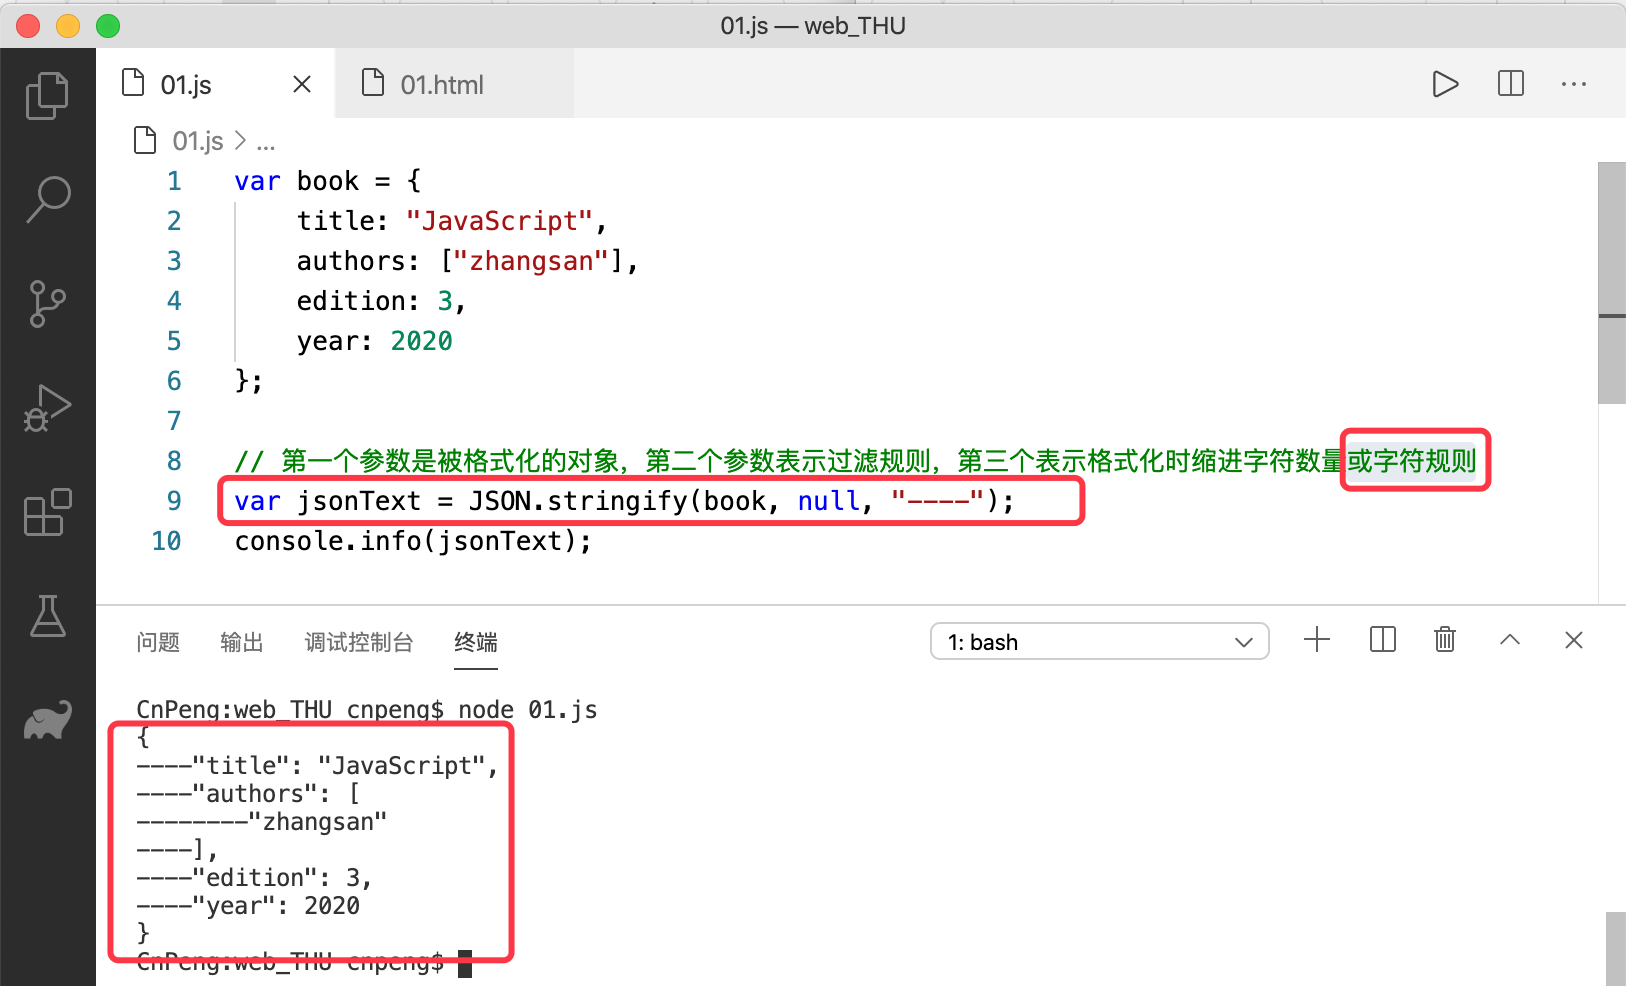 01.js — web_THU
01.js
01.html
01.js > ...
1 var book = {
2     title: "JavaScript",
3     authors: ["zhangsan"],
4     edition: 3,
5     year: 2020
6 };
7
8 // 第一个参数是被格式化的对象，第二个参数表示过滤规则，第三个表示格式化时缩进字符数量或字符规则
9 var jsonText = JSON.stringify(book, null, "----");
10 console.info(jsonText);
问题 输出 调试控制台 终端 1: bash
CnPeng:web_THU cnpeng$ node 01.js
{
----"title": "JavaScript",
----"authors": [
--------"zhangsan"
----],
----"edition": 3,
----"year": 2020
}
CnPeng:web_THU cnpeng$